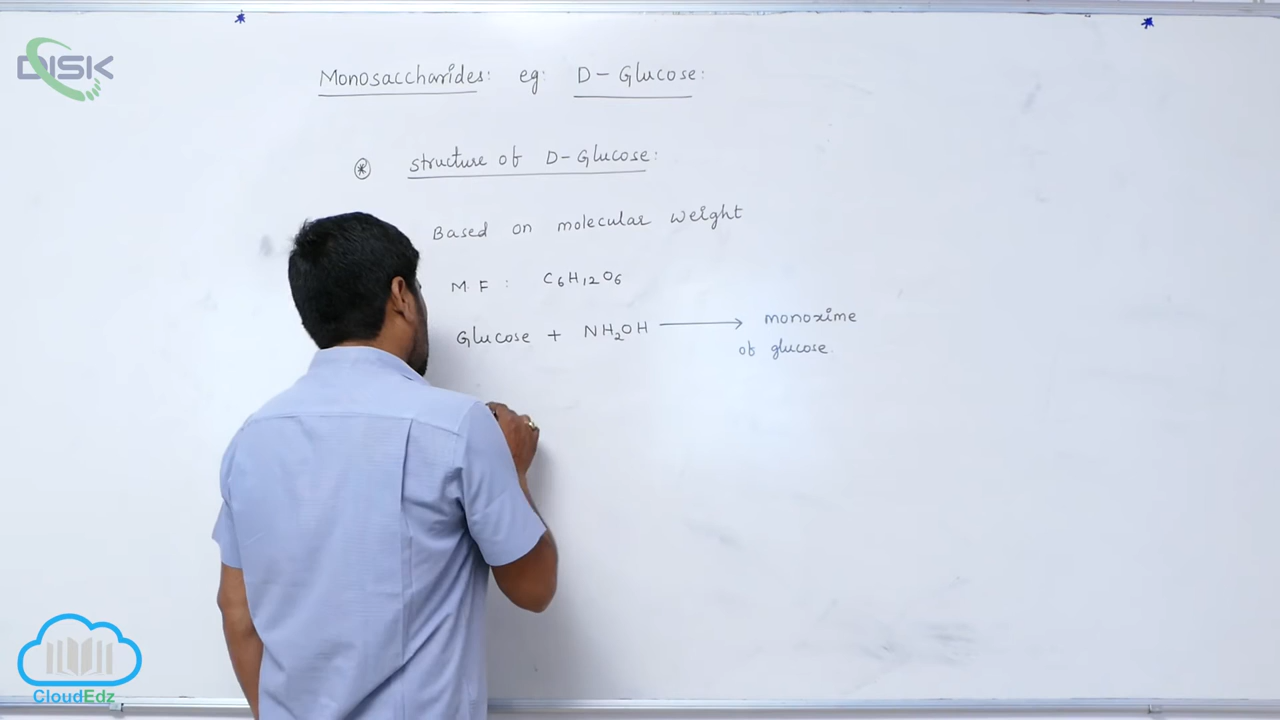 DISK
Monosaccharides: eg: D-Glucose:
* structure of D-Glucose:
Based on molecular weight
M.F : C6H12O6
Glucose + NH2OH ⟶ monoxime
of glucose.
CloudEdz